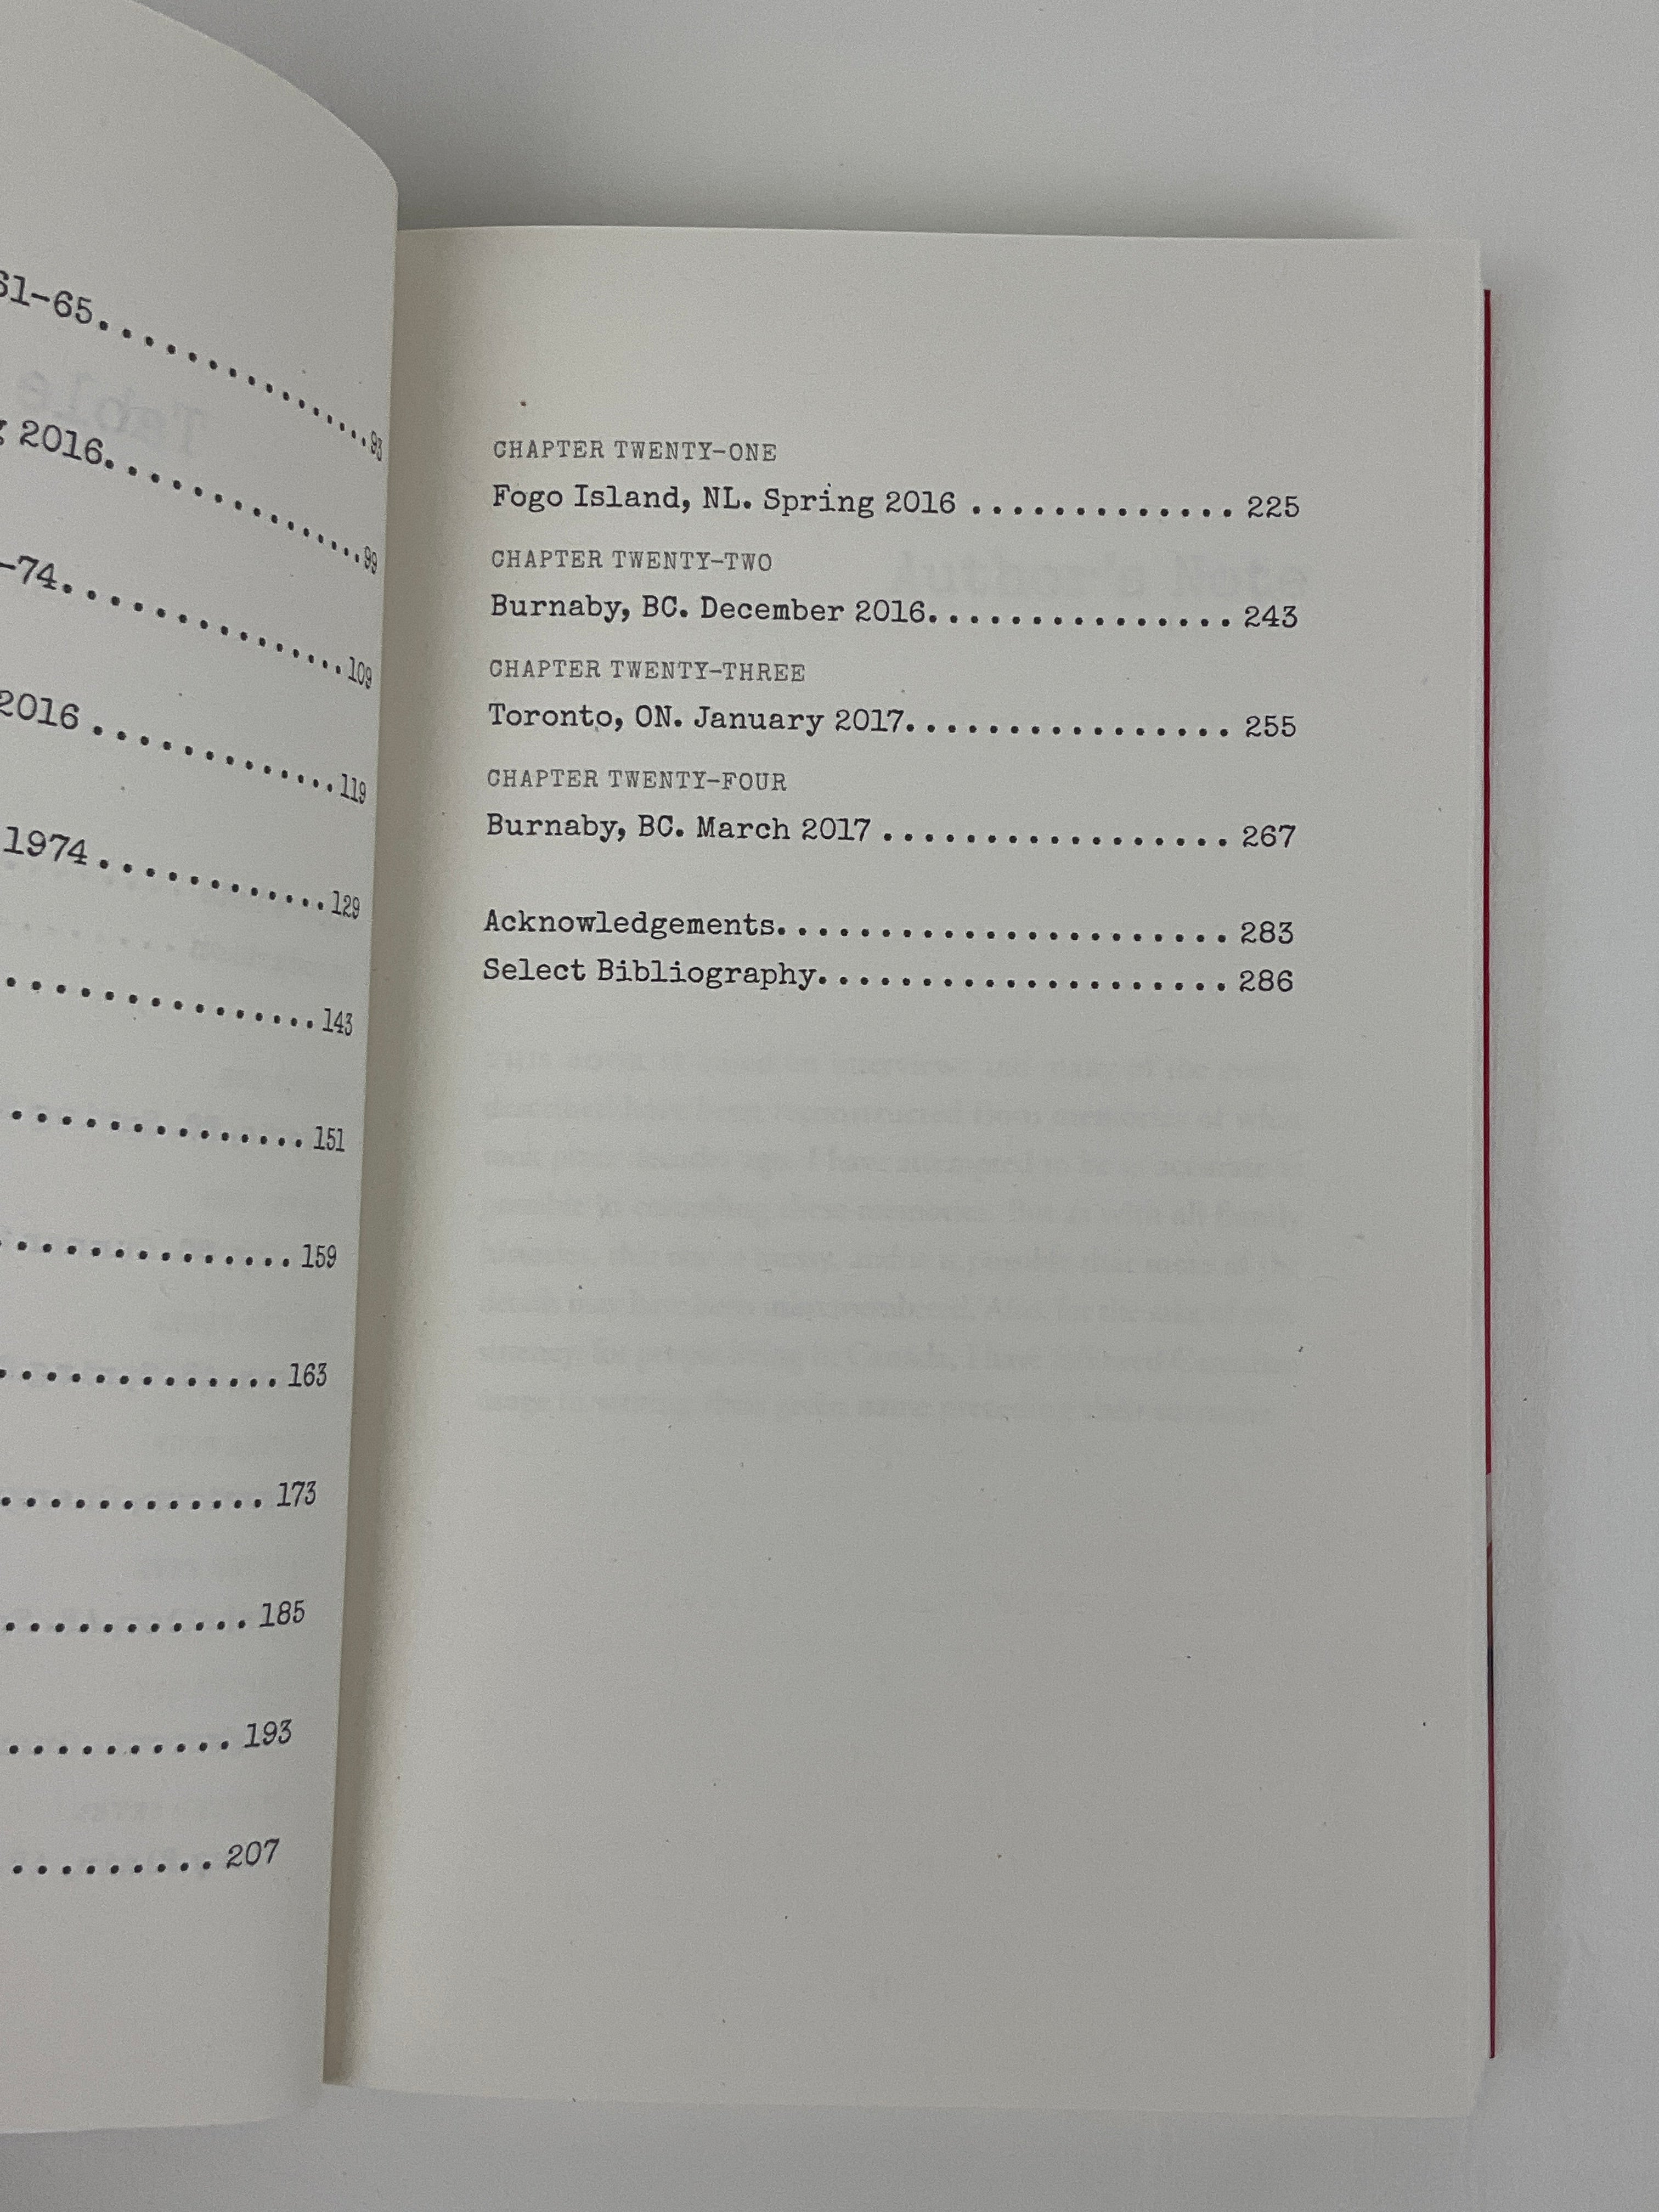 61-65.................93
2016.................99
-74.................109
2016.................119
1974.................129
.................143
.................151
.................159
.................163
.................173
.................185
.................193
.................207
CHAPTER TWENTY-ONE
Fogo Island, NL. Spring 2016 ............. 225
CHAPTER TWENTY-TWO
Burnaby, BC. December 2016............... 243
CHAPTER TWENTY-THREE
Toronto, ON. January 2017................ 255
CHAPTER TWENTY-FOUR
Burnaby, BC. March 2017 ................. 267
Acknowledgements...................... 283
Select Bibliography.................... 286